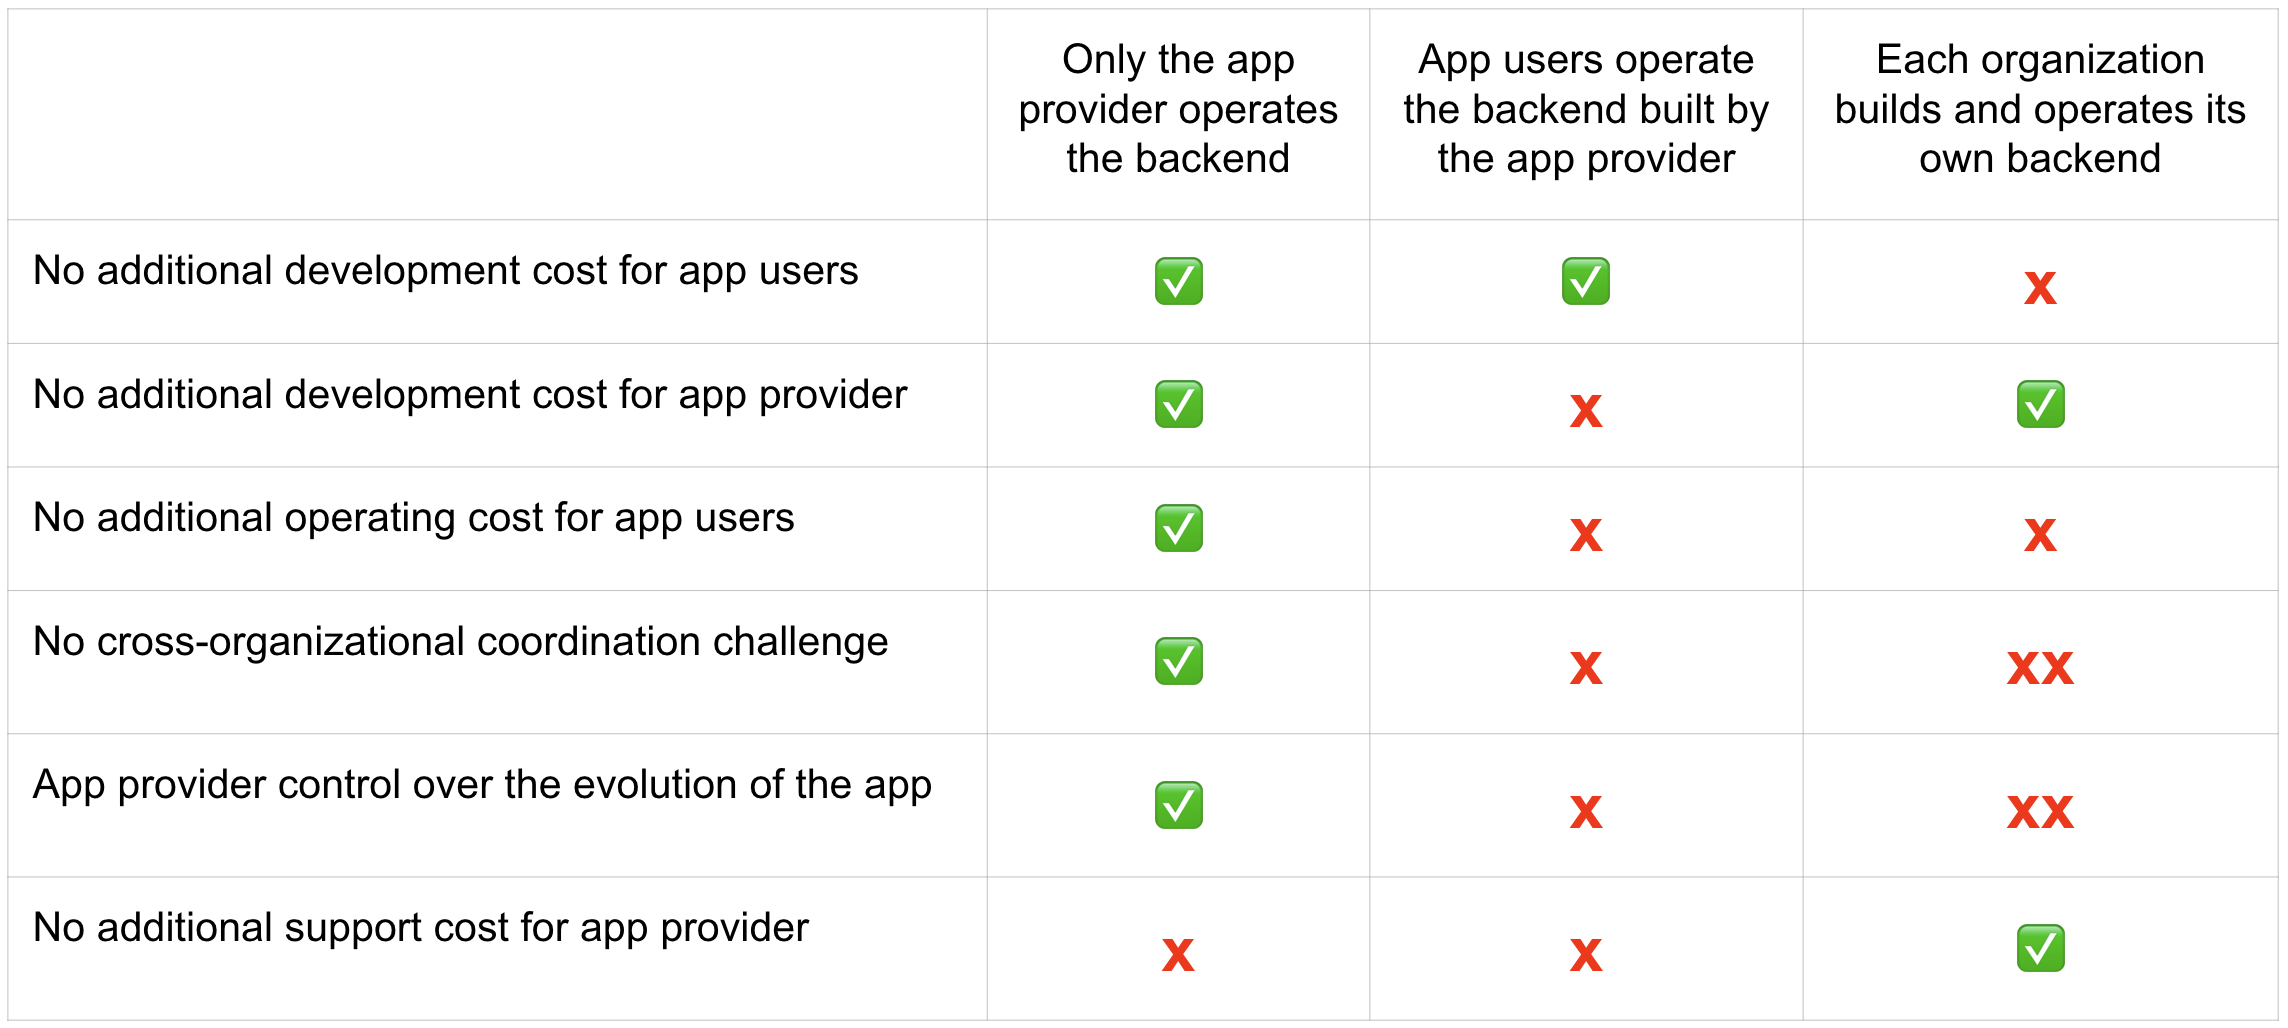 Only the app
provider operates
the backend
App users operate
the backend built by
the app provider
Each organization
builds and operates its
own backend
No additional development cost for app users
✅ ✅ x
No additional development cost for app provider
✅ x ✅
No additional operating cost for app users
✅ x x
No cross-organizational coordination challenge
✅ x xx
App provider control over the evolution of the app
✅ x xx
No additional support cost for app provider
x x ✅